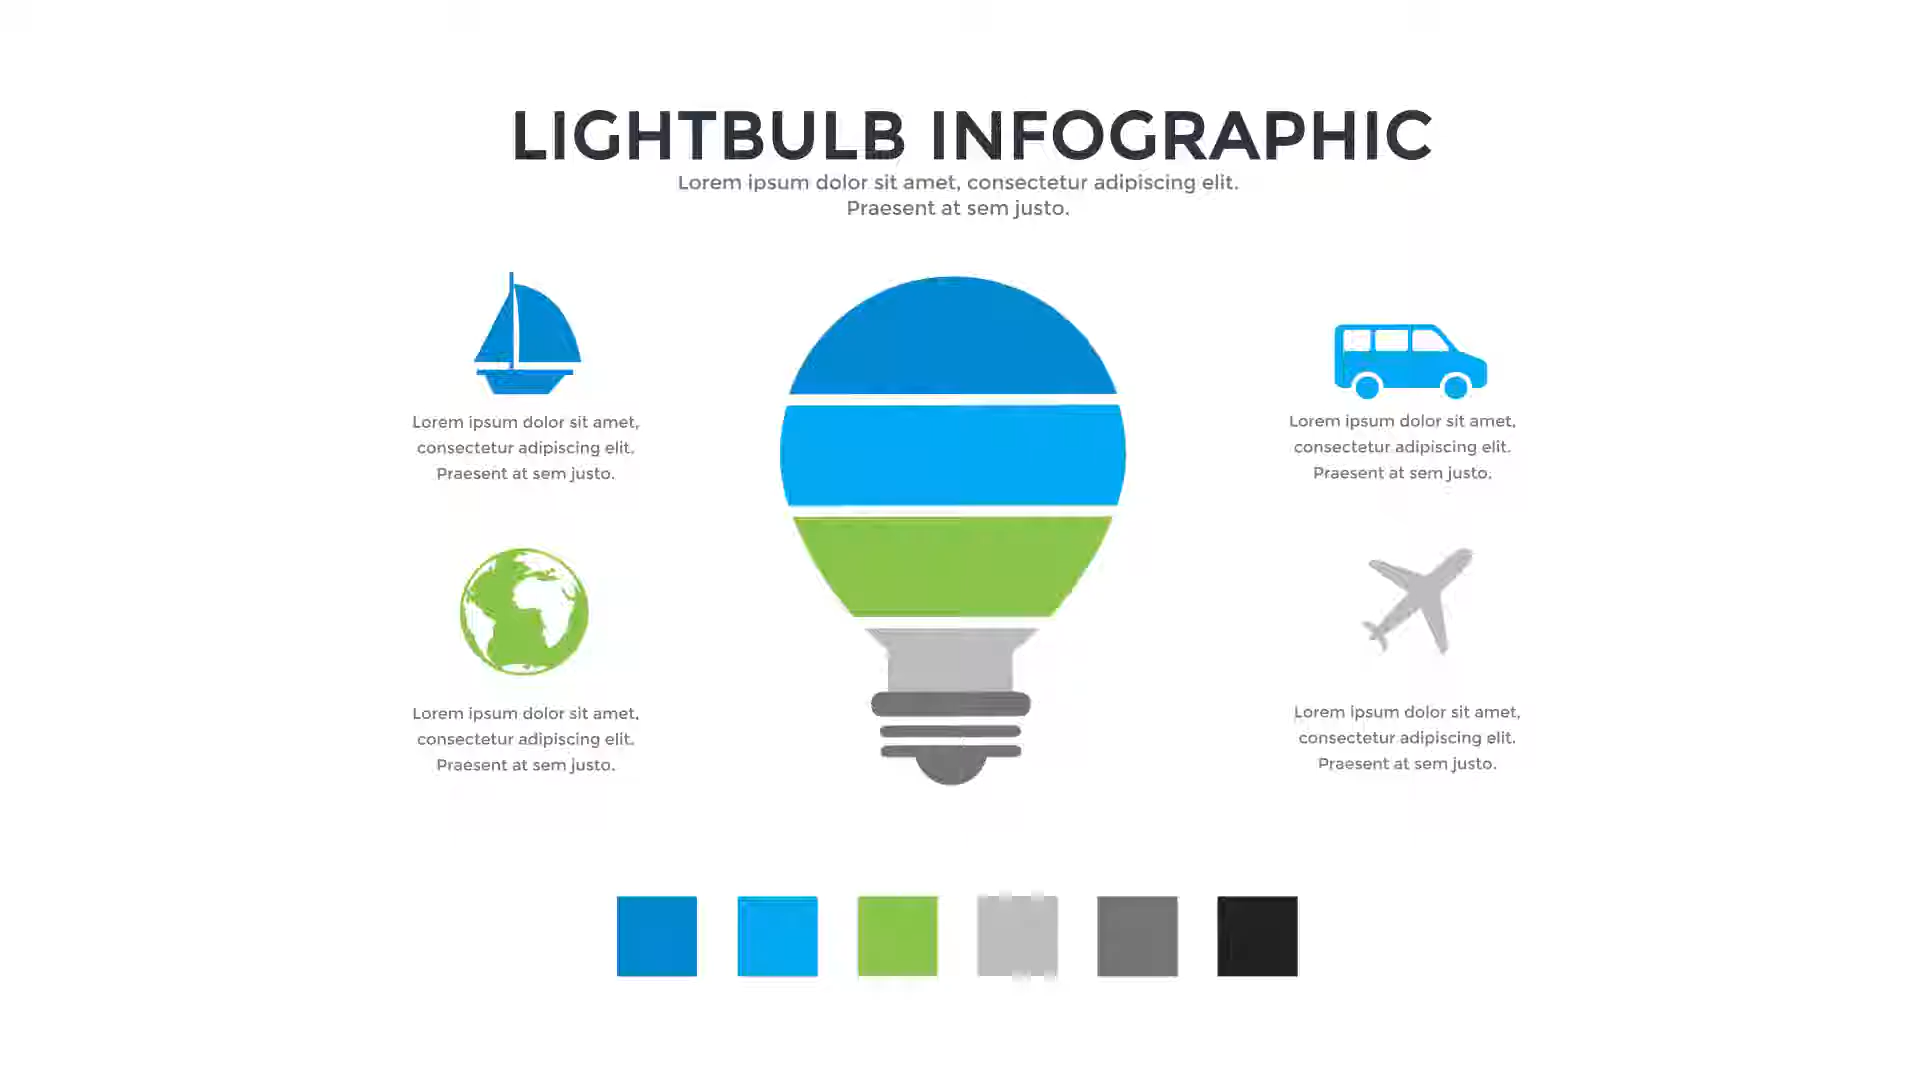 LIGHTBULB INFOGRAPHIC
Lorem ipsum dolor sit amet, consectetur adipiscing elit.
Praesent at sem justo.
Lorem ipsum dolor sit amet,
consectetur adipiscing elit.
Praesent at sem justo.
Lorem ipsum dolor sit amet,
consectetur adipiscing elit.
Praesent at sem justo.
Lorem ipsum dolor sit amet,
consectetur adipiscing elit.
Praesent at sem justo.
Lorem ipsum dolor sit amet,
consectetur adipiscing elit.
Praesent at sem justo.